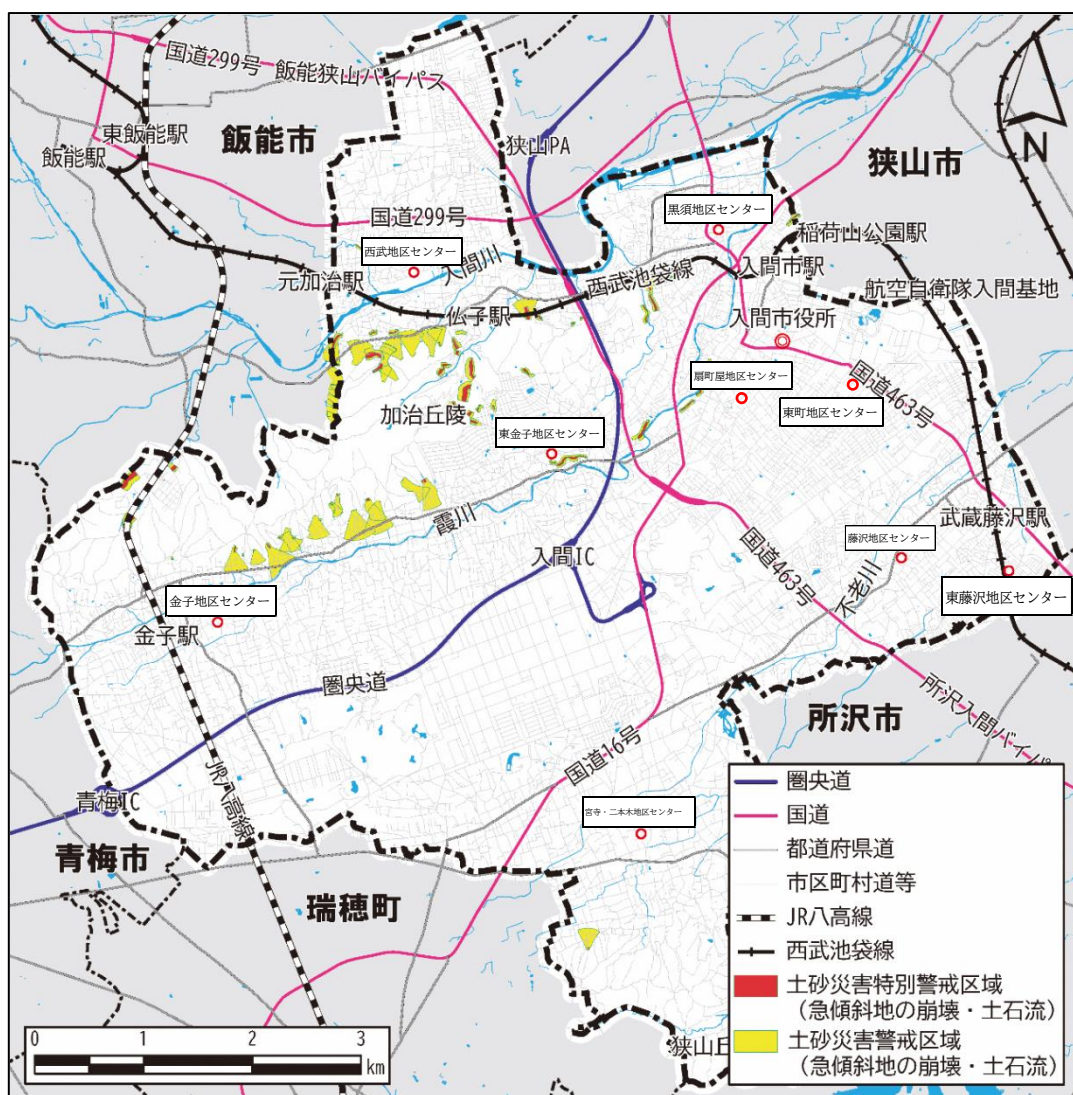 国道299号 飯能狭山バイパス
飯能市
東飯能駅
飯能駅
狭山PA
狭山市
N
国道299号
黒須地区センター
稲荷山公園駅
西武地区センター
入間川
元加治駅
西武池袋線
入間市駅
航空自衛隊入間基地
仏子駅
入間市役所
扇町屋地区センター
国道463号
東町地区センター
加治丘陵
東金子地区センター
霞川
入間IC
国道463号
武蔵藤沢駅
藤沢地区センター
不老川
東藤沢地区センター
金子地区センター
金子駅
圏央道
所沢市
所沢入間バイパ
国道16号
JR八高線
青梅IC
青梅市
瑞穂町
宮寺・二本木地区センター
狭山丘
圏央道
国道
都道府県道
市区町村道等
JR八高線
西武池袋線
土砂災害特別警戒区域
(急傾斜地の崩壊・土石流)
土砂災害警戒区域
(急傾斜地の崩壊・土石流)
0 1 2 3
km